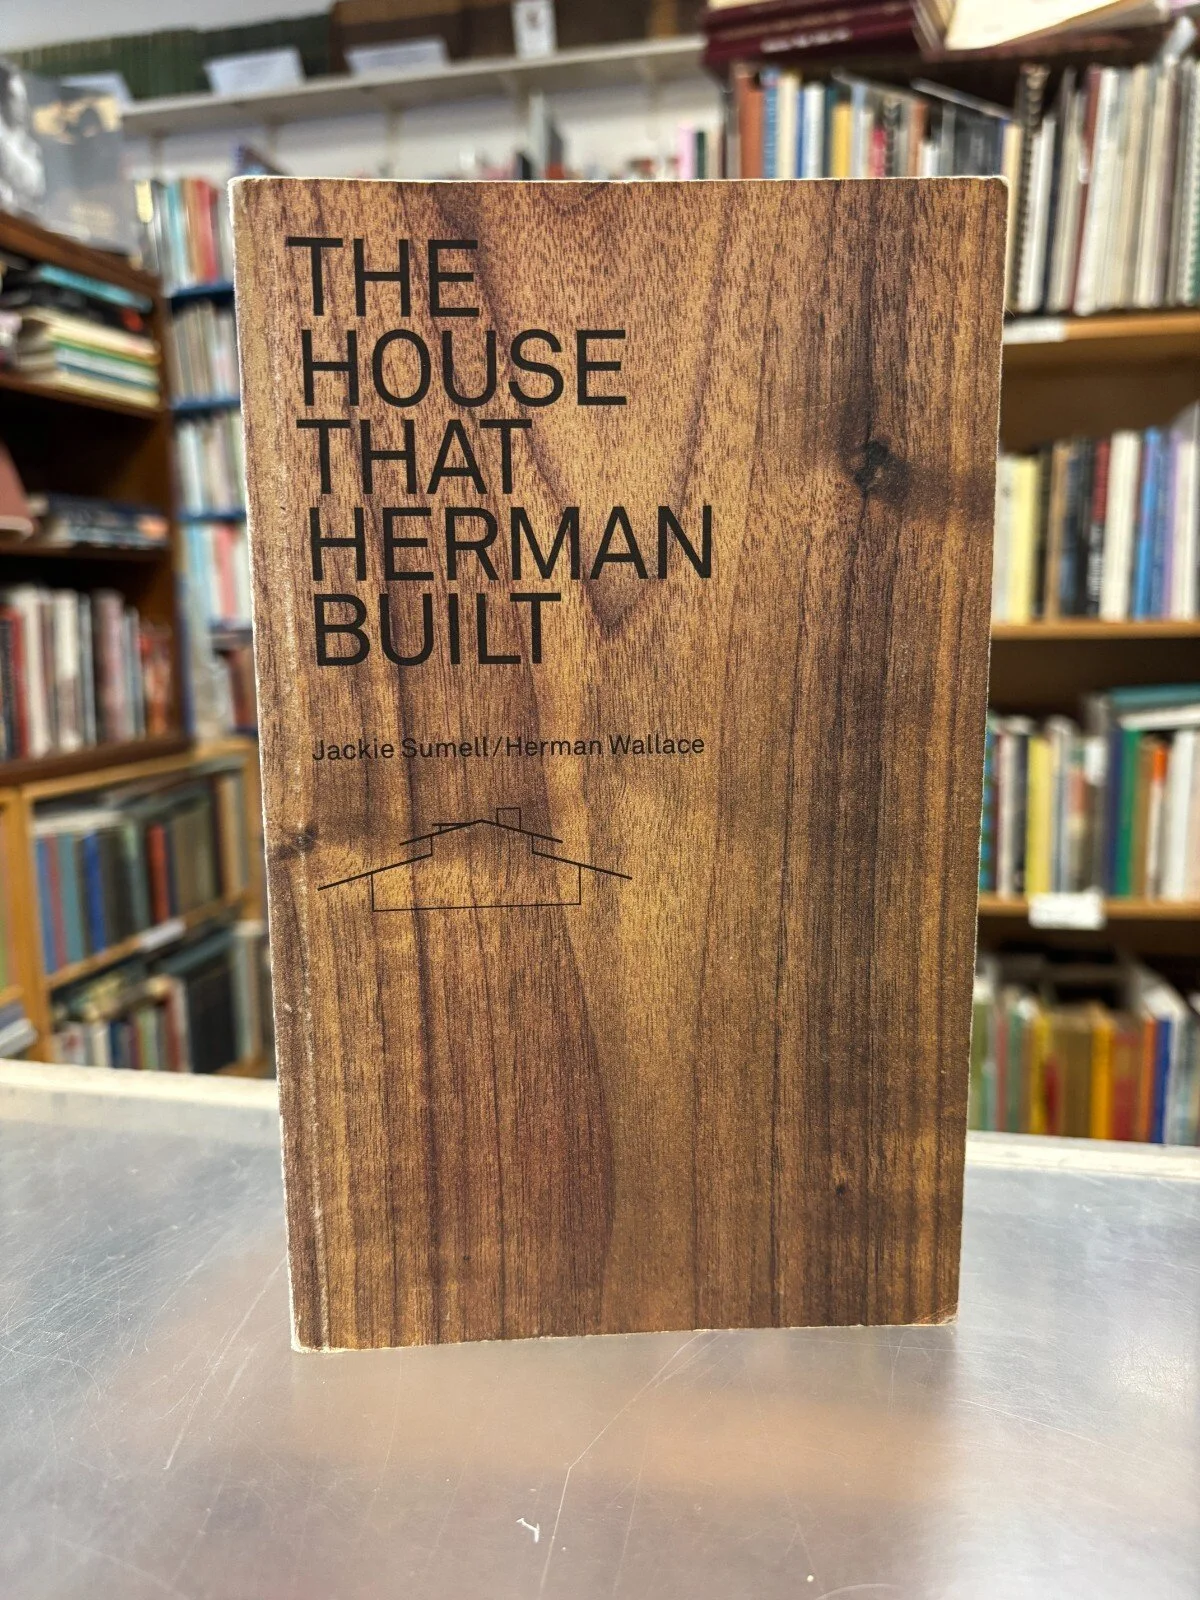 THE
HOUSE
THAT
HERMAN
BUILT
Jackie Sumell/Herman Wallace